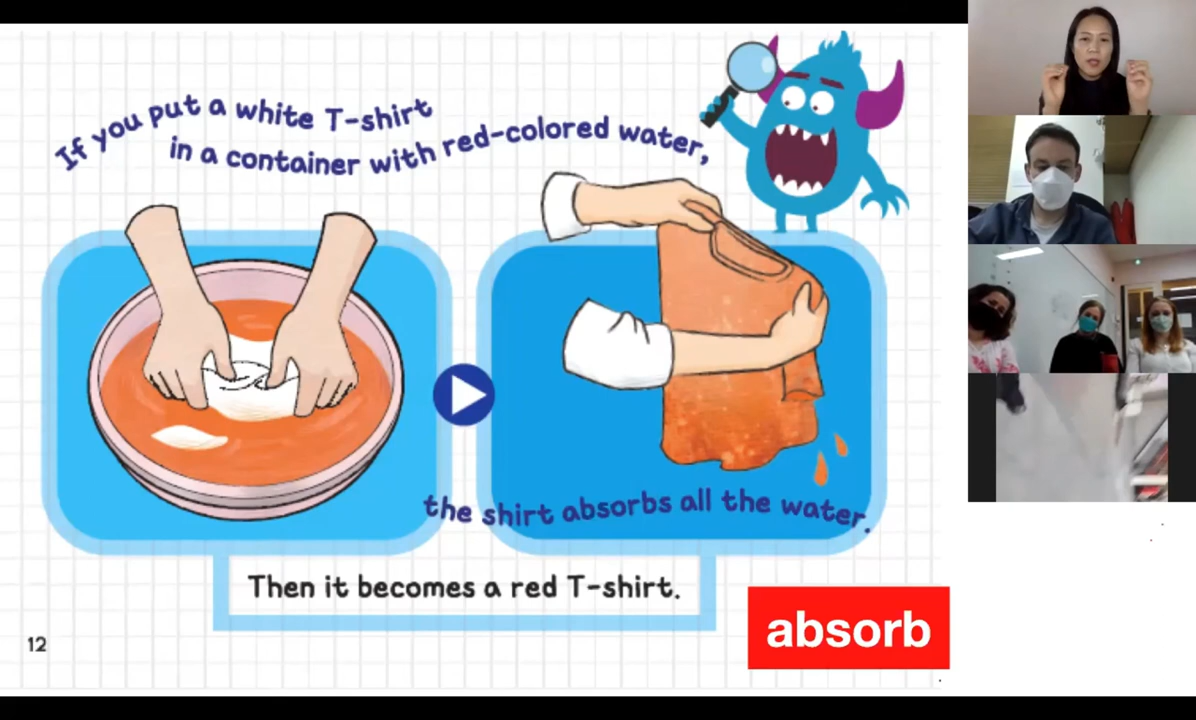 If you put a white T-shirt
in a container with red-colored water,
the shirt absorbs all the water.
Then it becomes a red T-shirt.
absorb
12